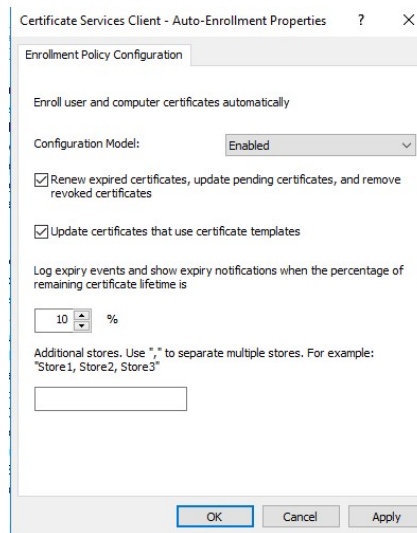 Certificate Services Client - Auto-Enrollment Properties ? X
Enrollment Policy Configuration
Enroll user and computer certificates automatically
Configuration Model: Enabled
Renew expired certificates, update pending certificates, and remove
revoked certificates
Update certificates that use certificate templates
Log expiry events and show expiry notifications when the percentage of
remaining certificate lifetime is
10 %
Additional stores. Use "," to separate multiple stores. For example:
"Store1, Store2, Store3"
OK Cancel Apply